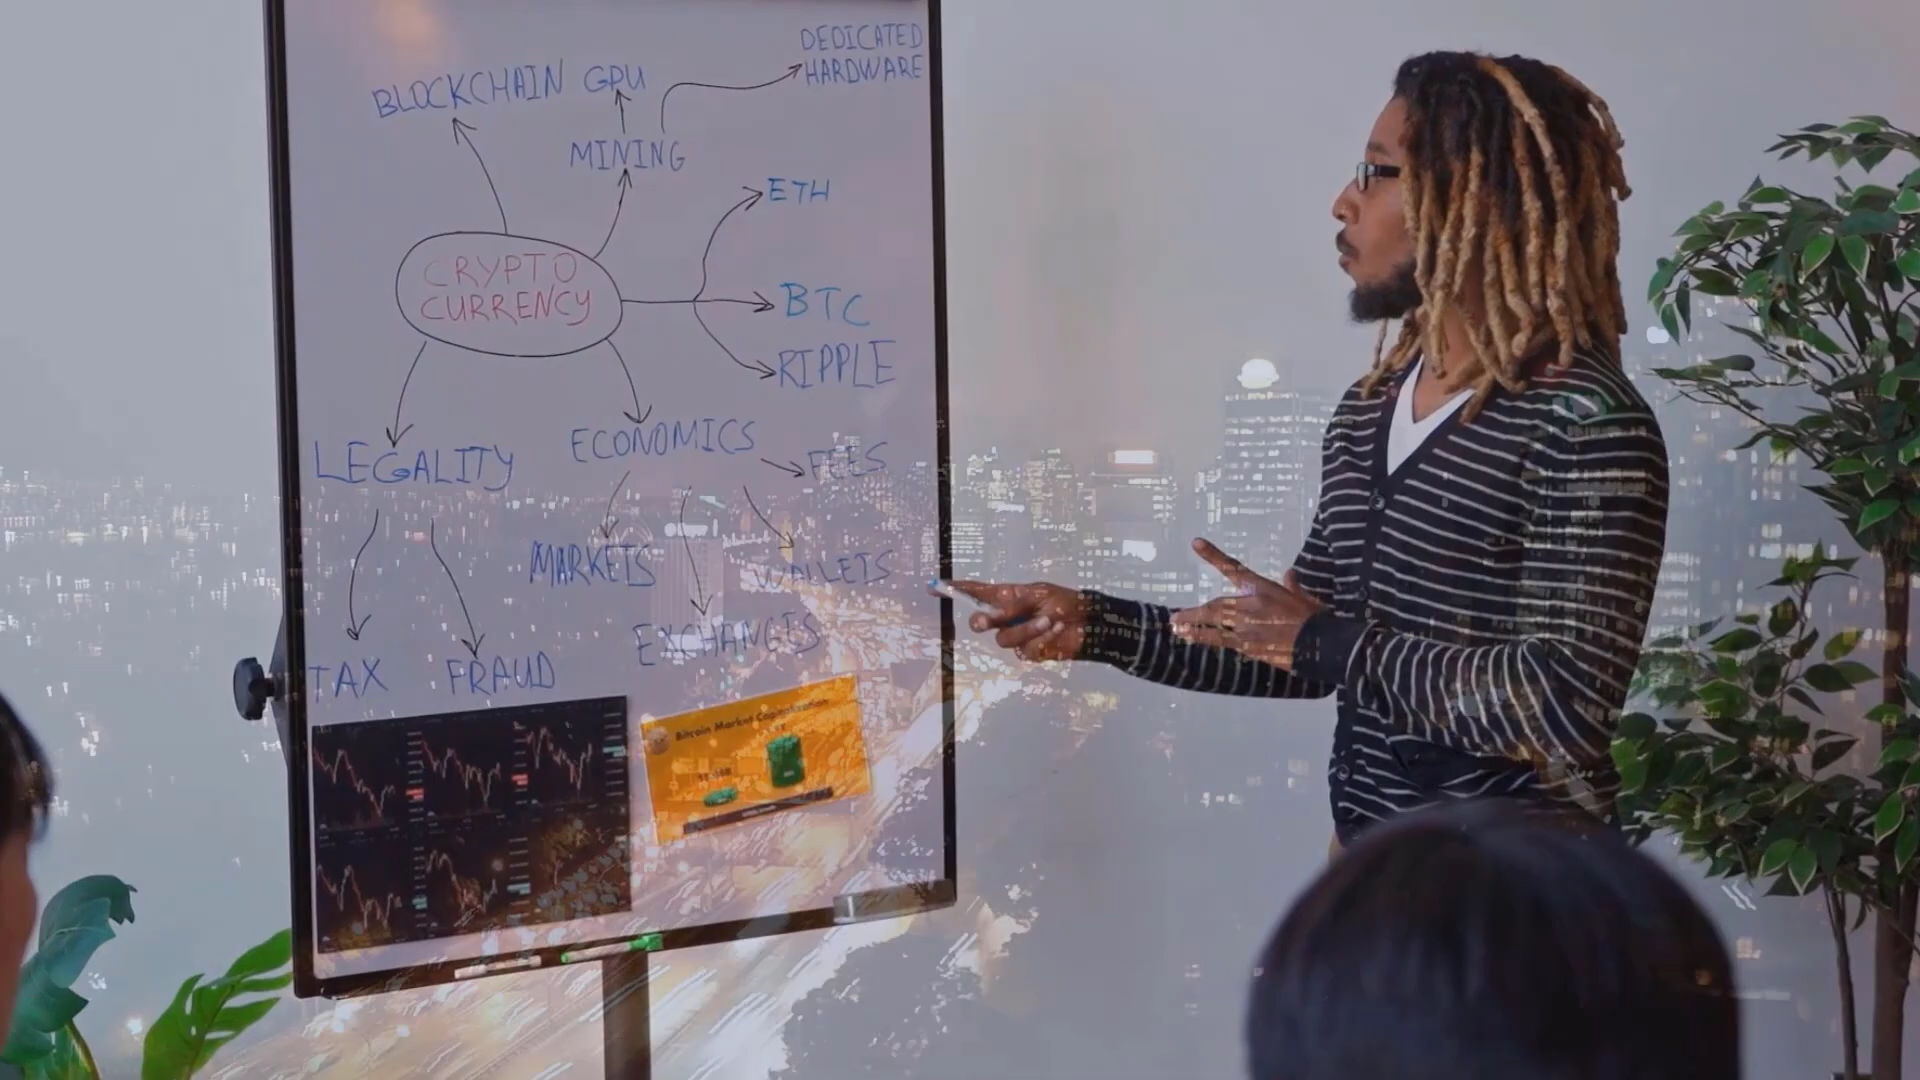 DEDICATED
HARDWARE
BLOCKCHAIN
GPU
MINING
ETH
CRYPTO
CURRENCY
BTC
RIPPLE
LEGALITY
ECONOMICS
FEES
MARKETS
WALLETS
EXCHANGES
TAX
FRAUD
Bitcoin Market Capitalization